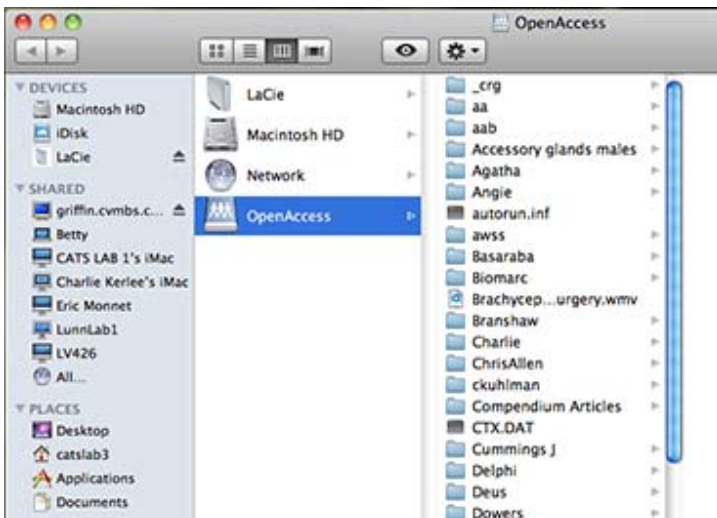 OpenAccess
DEVICES
Macintosh HD
iDisk
LaCie
SHARED
griffin.cvmbs.c...
Betty
CATS LAB 1's iMac
Charlie Kerlee's iMac
Eric Monnet
LunnLab1
LV426
All...
PLACES
Desktop
catslab3
Applications
Documents
LaCie
Macintosh HD
Network
OpenAccess
_crg
aa
aab
Accessory glands males
Agatha
Angie
autorun.inf
awss
Basaraba
Biomarc
Brachycep...urgery.wmv
Branshaw
Charlie
ChrisAllen
ckuhlman
Compendium Articles
CTX.DAT
Cummings J
Delphi
Deus
Dowers